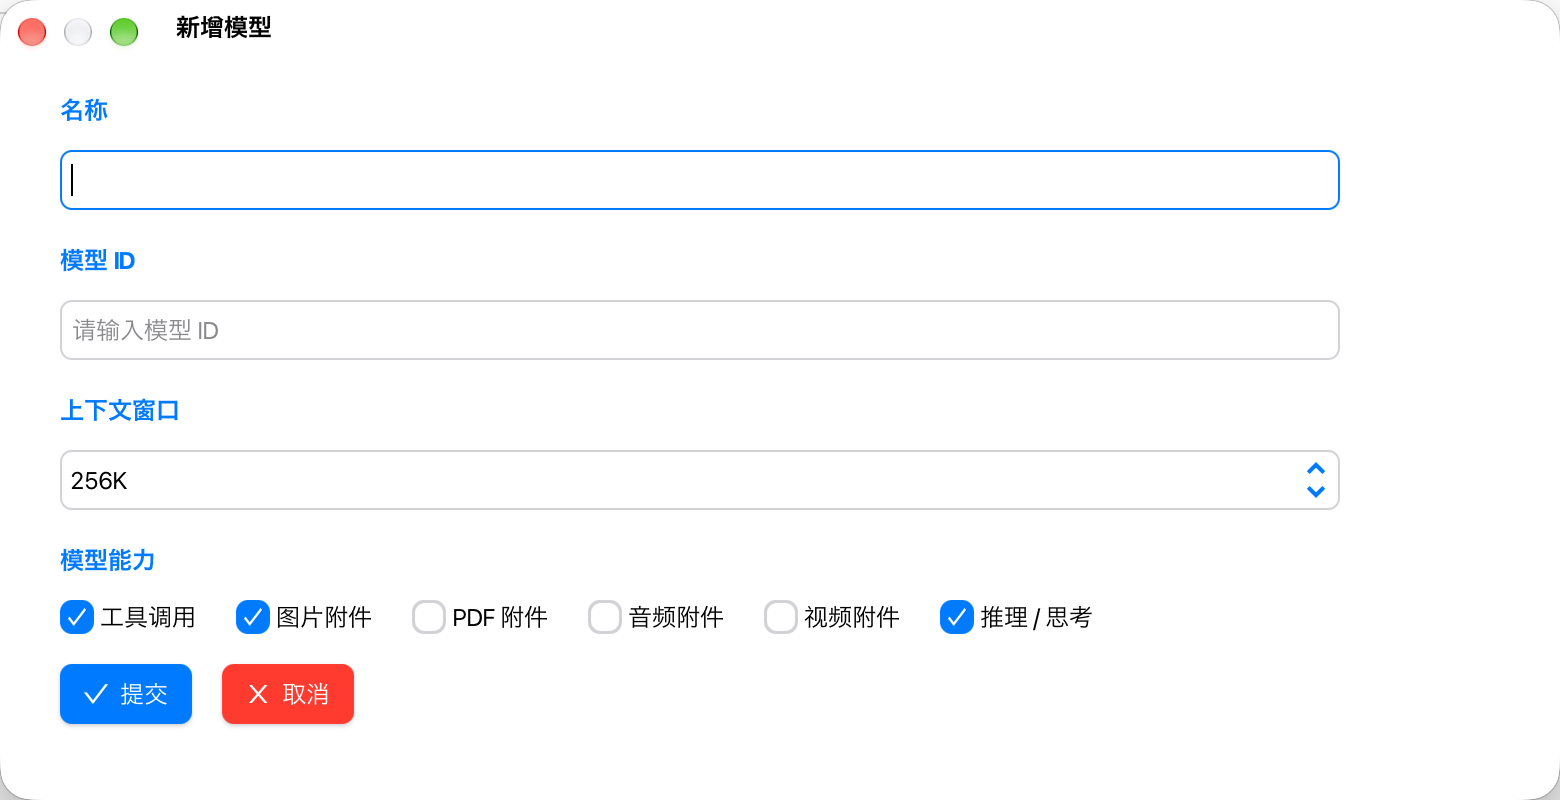 新增模型
名称
模型 ID
请输入模型 ID
上下文窗口
256K
模型能力
工具调用 图片附件 PDF 附件 音频附件 视频附件 推理 / 思考
提交 取消